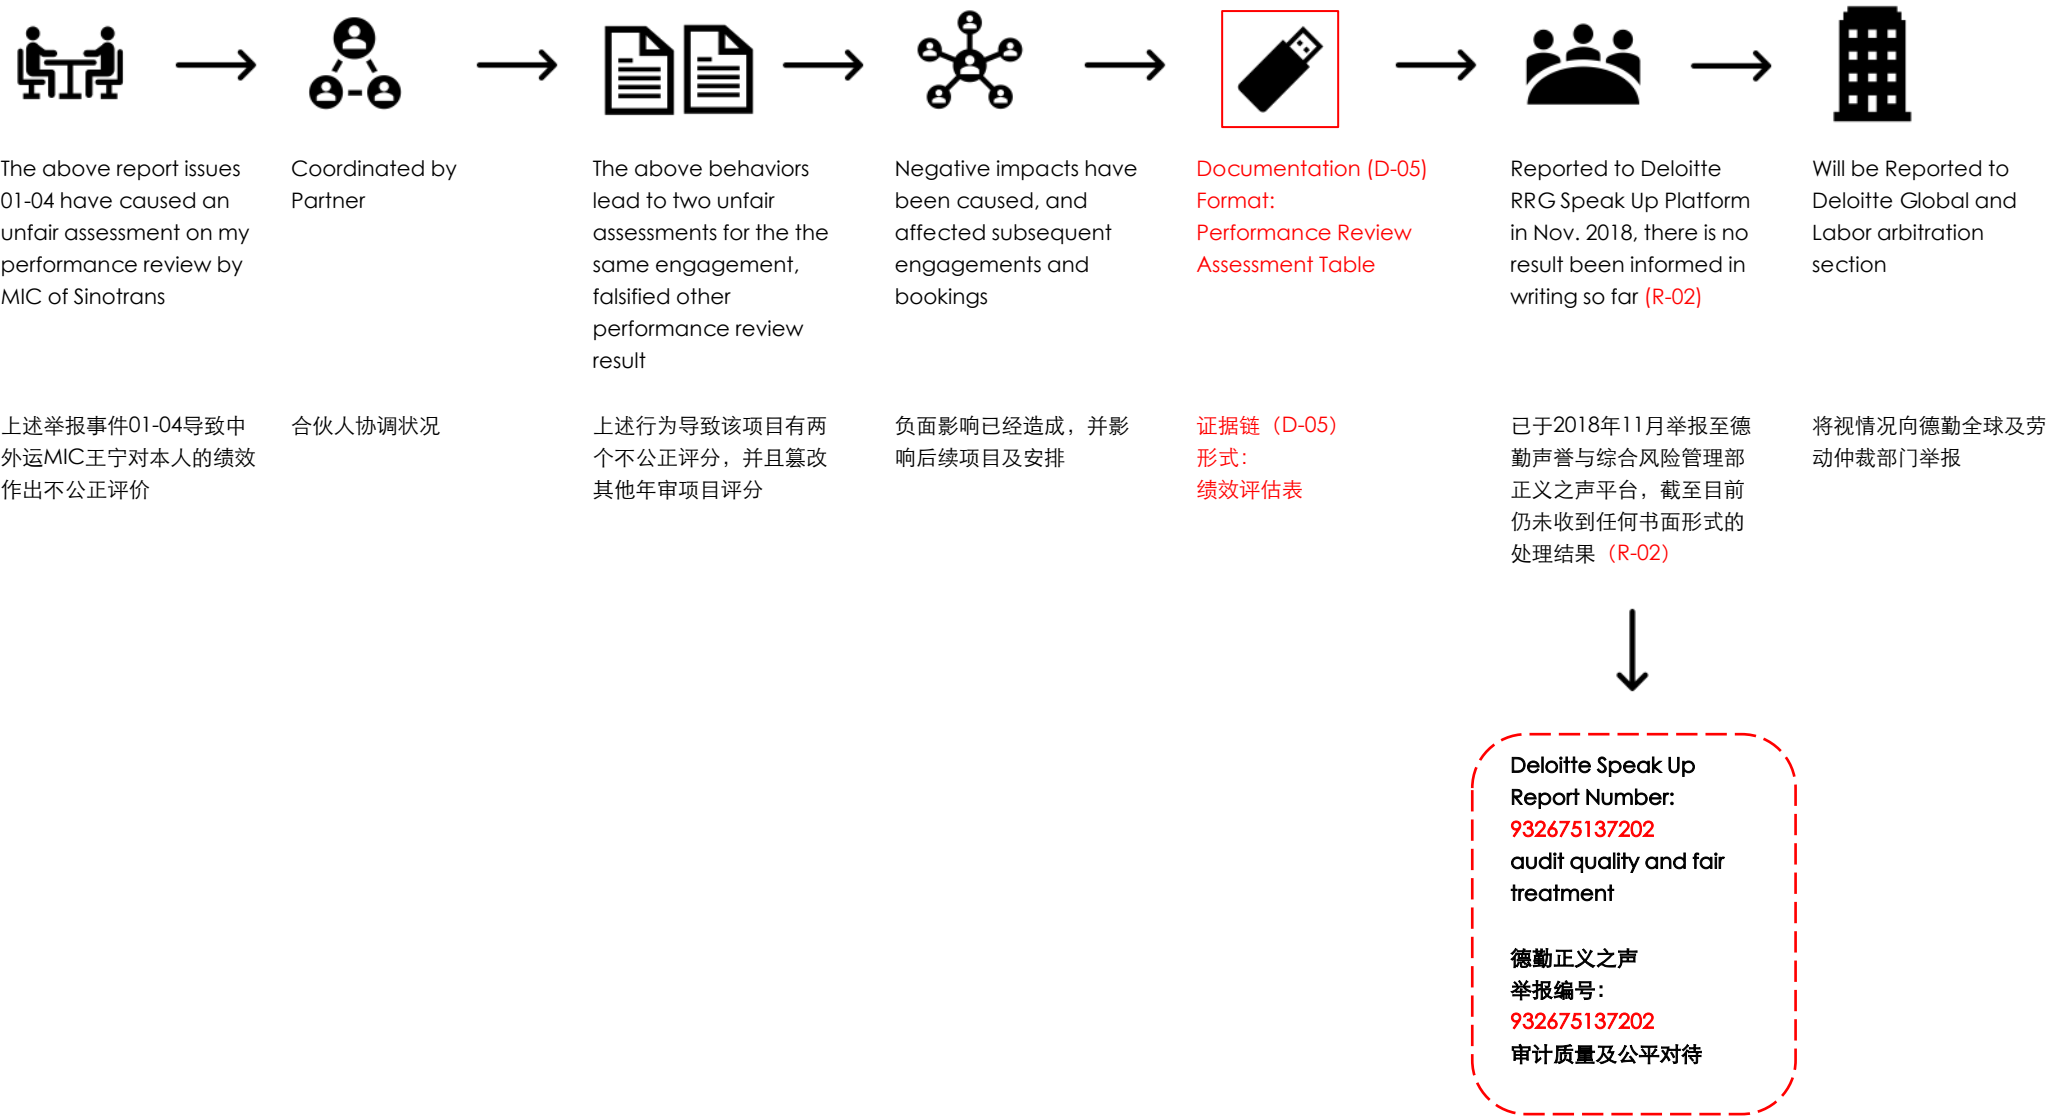 The above report issues
01-04 have caused an
unfair assessment on my
performance review by
MIC of Sinotrans
Coordinated by
Partner
The above behaviors
lead to two unfair
assessments for the the
same engagement,
falsified other
performance review
result
Negative impacts have
been caused, and
affected subsequent
engagements and
bookings
Documentation (D-05)
Format:
Performance Review
Assessment Table
Reported to Deloitte
RRG Speak Up Platform
in Nov. 2018, there is no
result been informed in
writing so far (R-02)
Will be Reported to
Deloitte Global and
Labor arbitration
section
上述举报事件01-04导致中
外运MIC王宁对本人的绩效
作出不公正评价
合伙人协调状况
上述行为导致该项目有两
个不公正评分，并且篡改
其他年审项目评分
负面影响已经造成，并影
响后续项目及安排
证据链（D-05）
形式：
绩效评估表
已于2018年11月举报至德
勤声誉与综合风险管理部
正义之声平台，截至目前
仍未收到任何书面形式的
处理结果（R-02）
将视情况向德勤全球及劳
动仲裁部门举报
Deloitte Speak Up
Report Number:
932675137202
audit quality and fair
treatment
德勤正义之声
举报编号：
932675137202
审计质量及公平对待